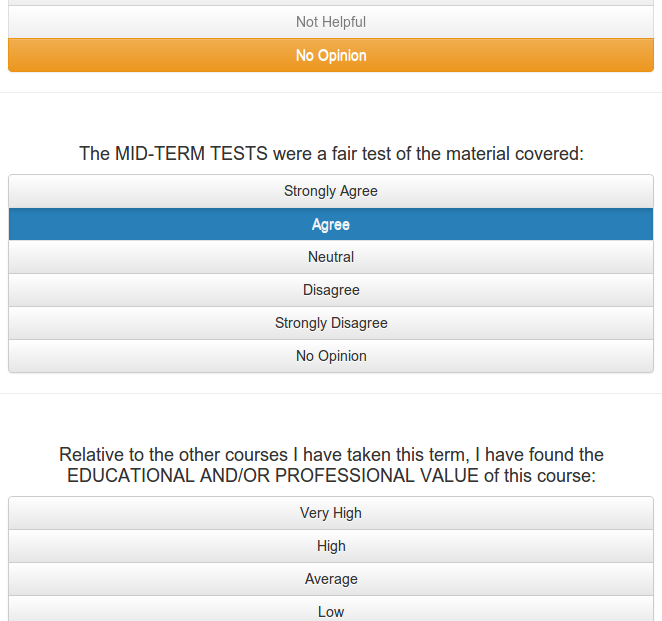 Not Helpful
No Opinion
The MID-TERM TESTS were a fair test of the material covered:
Strongly Agree
Agree
Neutral
Disagree
Strongly Disagree
No Opinion
Relative to the other courses I have taken this term, I have found the
EDUCATIONAL AND/OR PROFESSIONAL VALUE of this course:
Very High
High
Average
Low